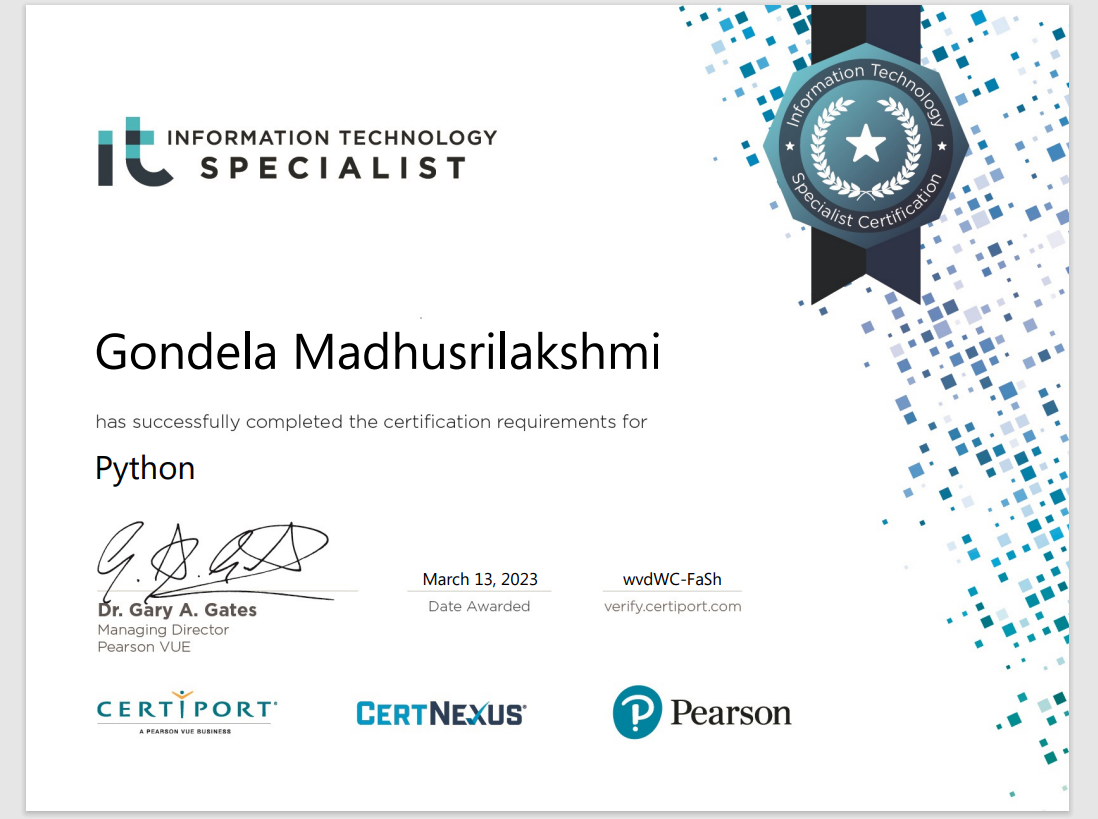 Information Technology
Specialist Certification
it INFORMATION TECHNOLOGY
SPECIALIST
Gondela Madhusrilakshmi
has successfully completed the certification requirements for
Python
March 13, 2023
wvdWC-FaSh
Dr. Gary A. Gates
Date Awarded
verify.certiport.com
Managing Director
Pearson VUE
CERTIPORT
A PEARSON VUE BUSINESS
CERTNEXUS
P Pearson